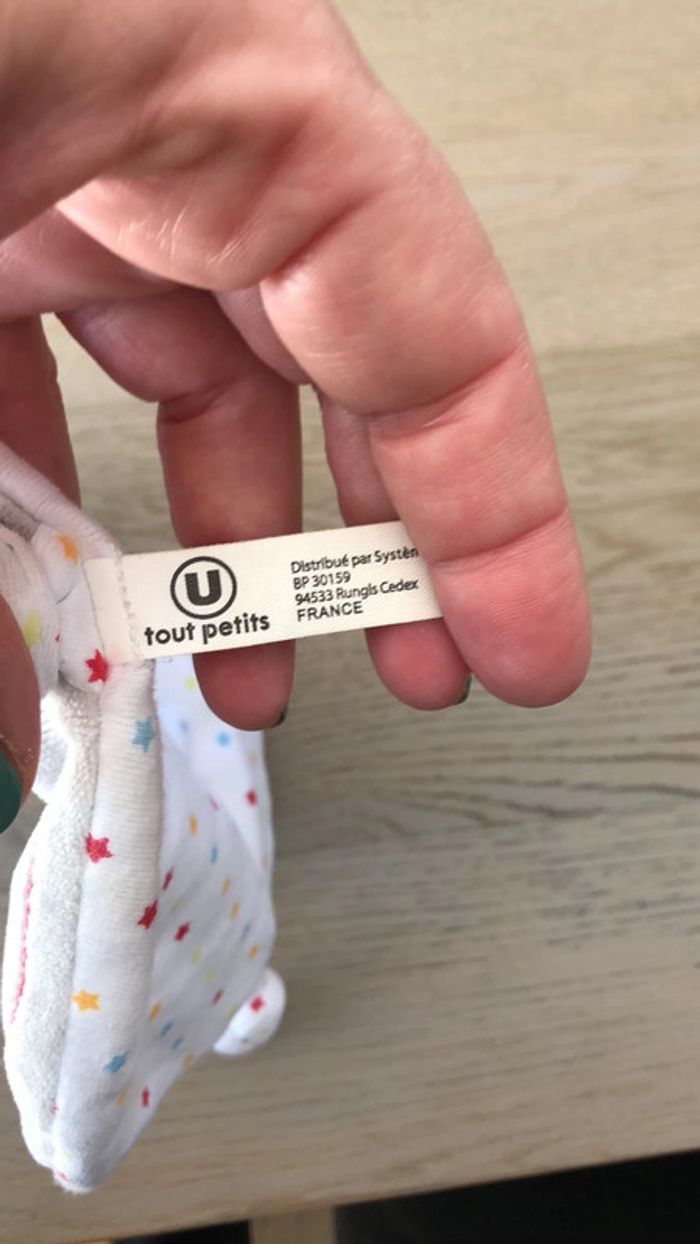 U
tout petits
Distribué par
BP 30159
94533 Rungis Cedex
FRANCE